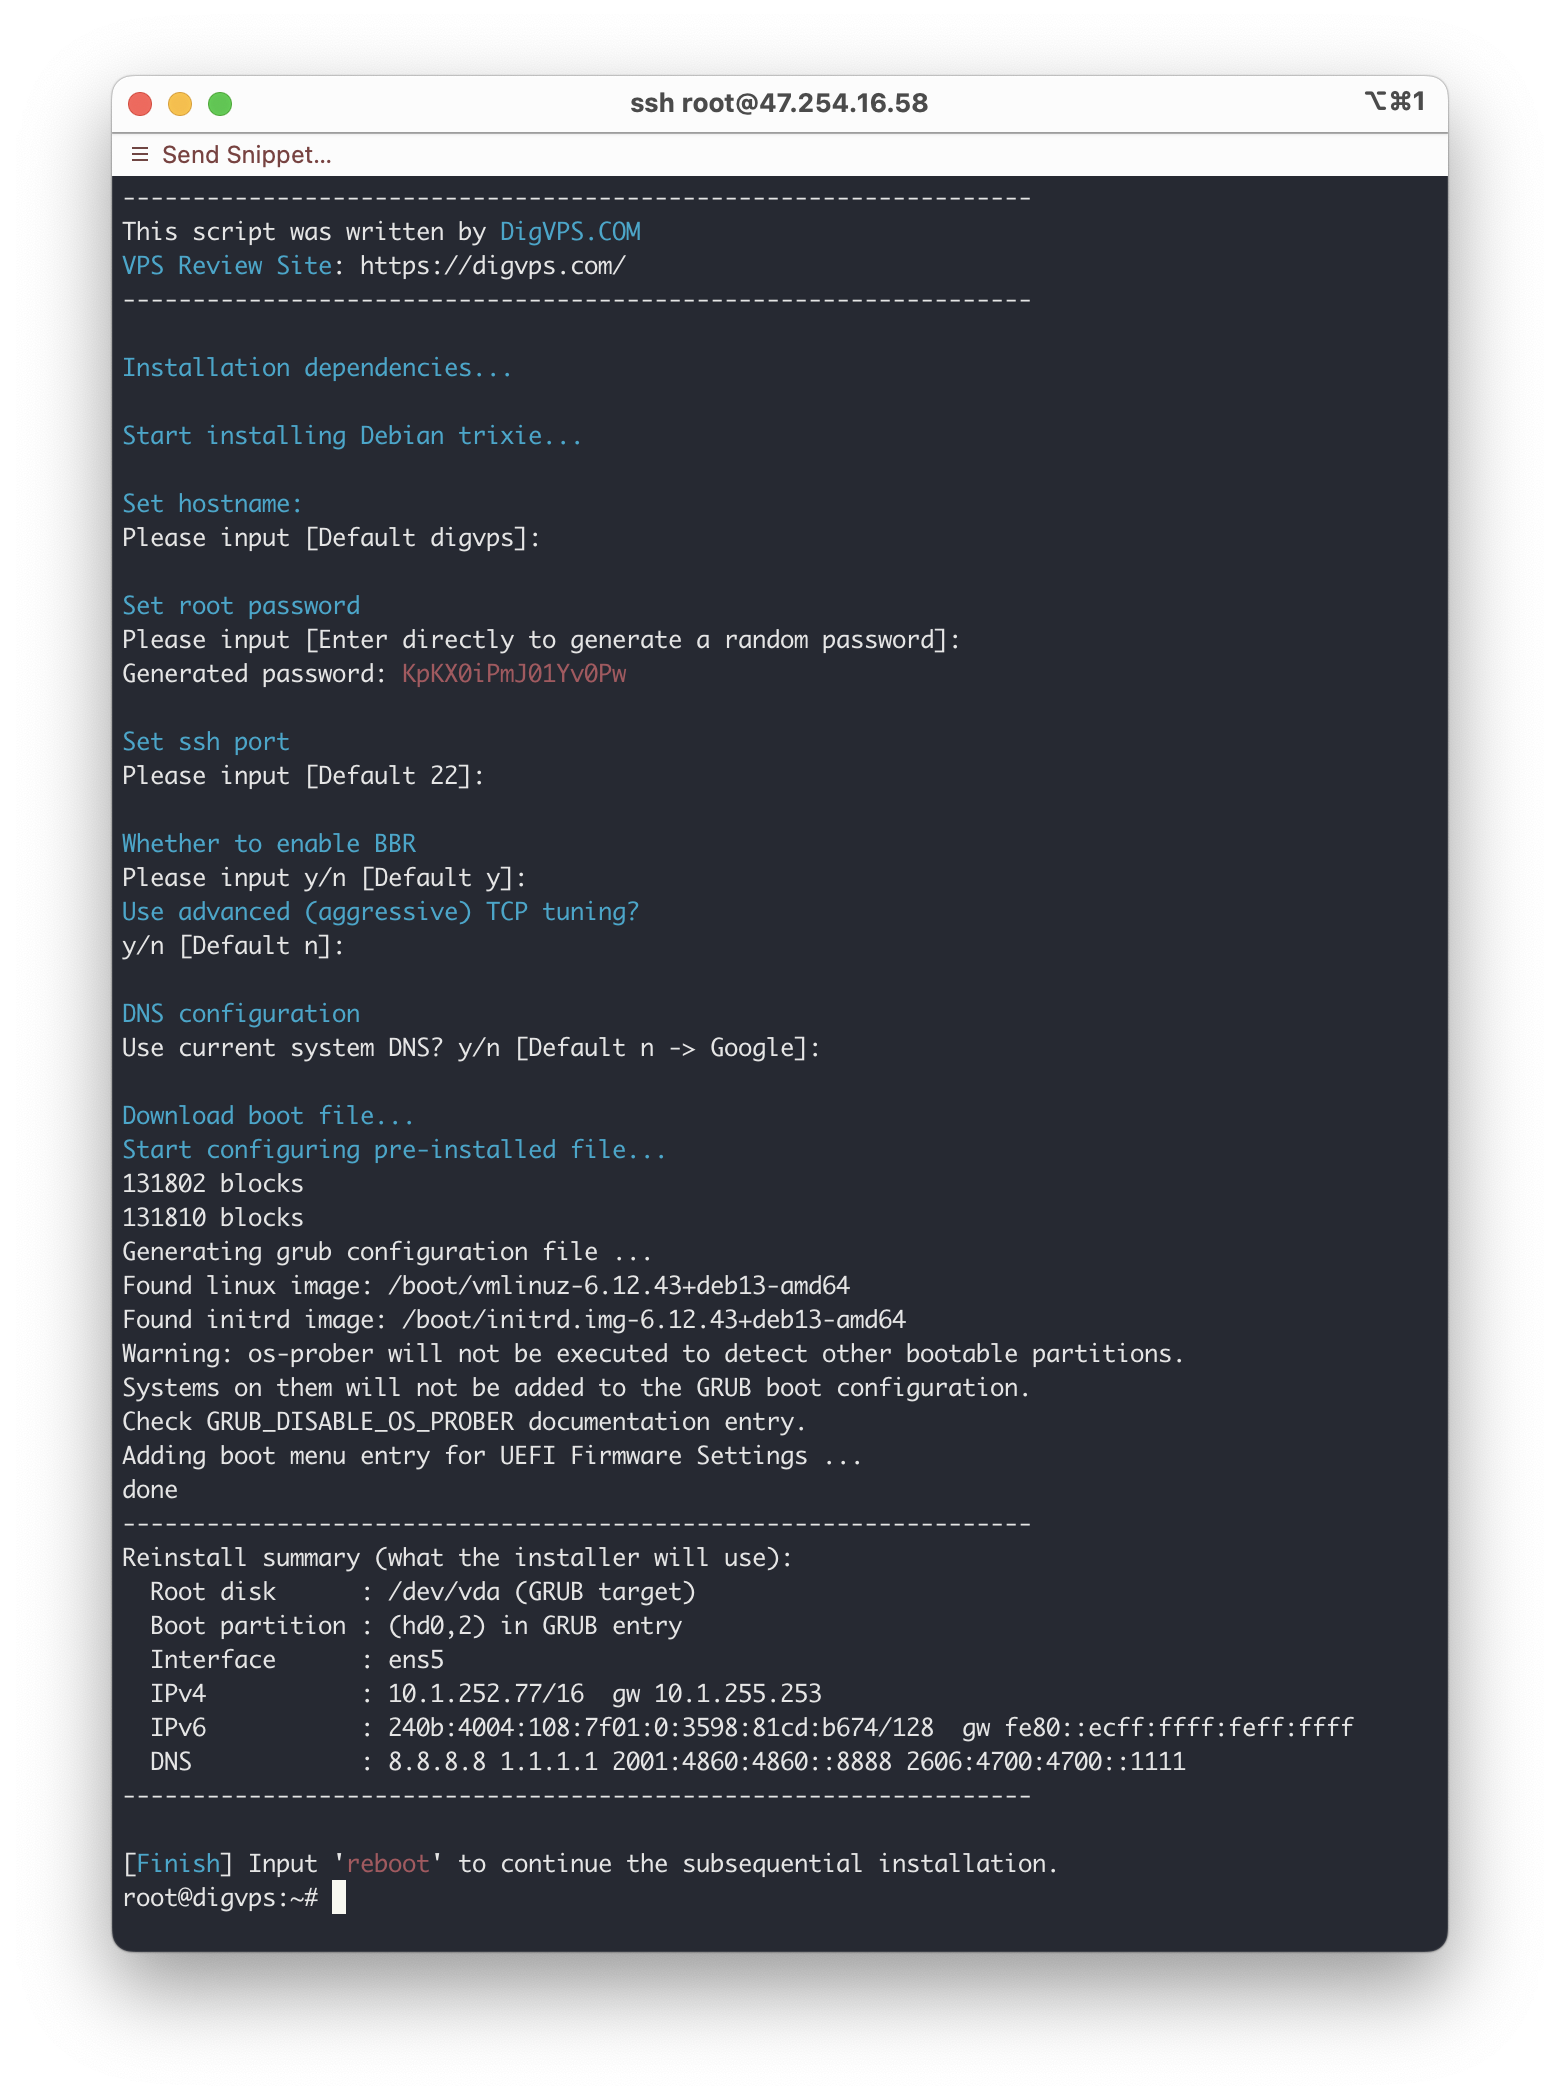 ssh root@47.254.16.58
⌥⌘1
☰ Send Snippet...
-----------------------------------------------------------------
This script was written by DigVPS.COM
VPS Review Site: https://digvps.com/
-----------------------------------------------------------------
Installation dependencies...
Start installing Debian trixie...
Set hostname:
Please input [Default digvps]:
Set root password
Please input [Enter directly to generate a random password]:
Generated password: KpKX0iPmJ01Yv0Pw
Set ssh port
Please input [Default 22]:
Whether to enable BBR
Please input y/n [Default y]:
Use advanced (aggressive) TCP tuning?
y/n [Default n]:
DNS configuration
Use current system DNS? y/n [Default n -> Google]:
Download boot file...
Start configuring pre-installed file...
131802 blocks
131810 blocks
Generating grub configuration file ...
Found linux image: /boot/vmlinuz-6.12.43+deb13-amd64
Found initrd image: /boot/initrd.img-6.12.43+deb13-amd64
Warning: os-prober will not be executed to detect other bootable partitions.
Systems on them will not be added to the GRUB boot configuration.
Check GRUB_DISABLE_OS_PROBER documentation entry.
Adding boot menu entry for UEFI Firmware Settings ...
done
-----------------------------------------------------------------
Reinstall summary (what the installer will use):
  Root disk      : /dev/vda (GRUB target)
  Boot partition : (hd0,2) in GRUB entry
  Interface      : ens5
  IPv4           : 10.1.252.77/16  gw 10.1.255.253
  IPv6           : 240b:4004:108:7f01:0:3598:81cd:b674/128  gw fe80::ecff:ffff:feff:ffff
  DNS            : 8.8.8.8 1.1.1.1 2001:4860:4860::8888 2606:4700:4700::1111
-----------------------------------------------------------------
[Finish] Input 'reboot' to continue the subsequential installation.
root@digvps:~#